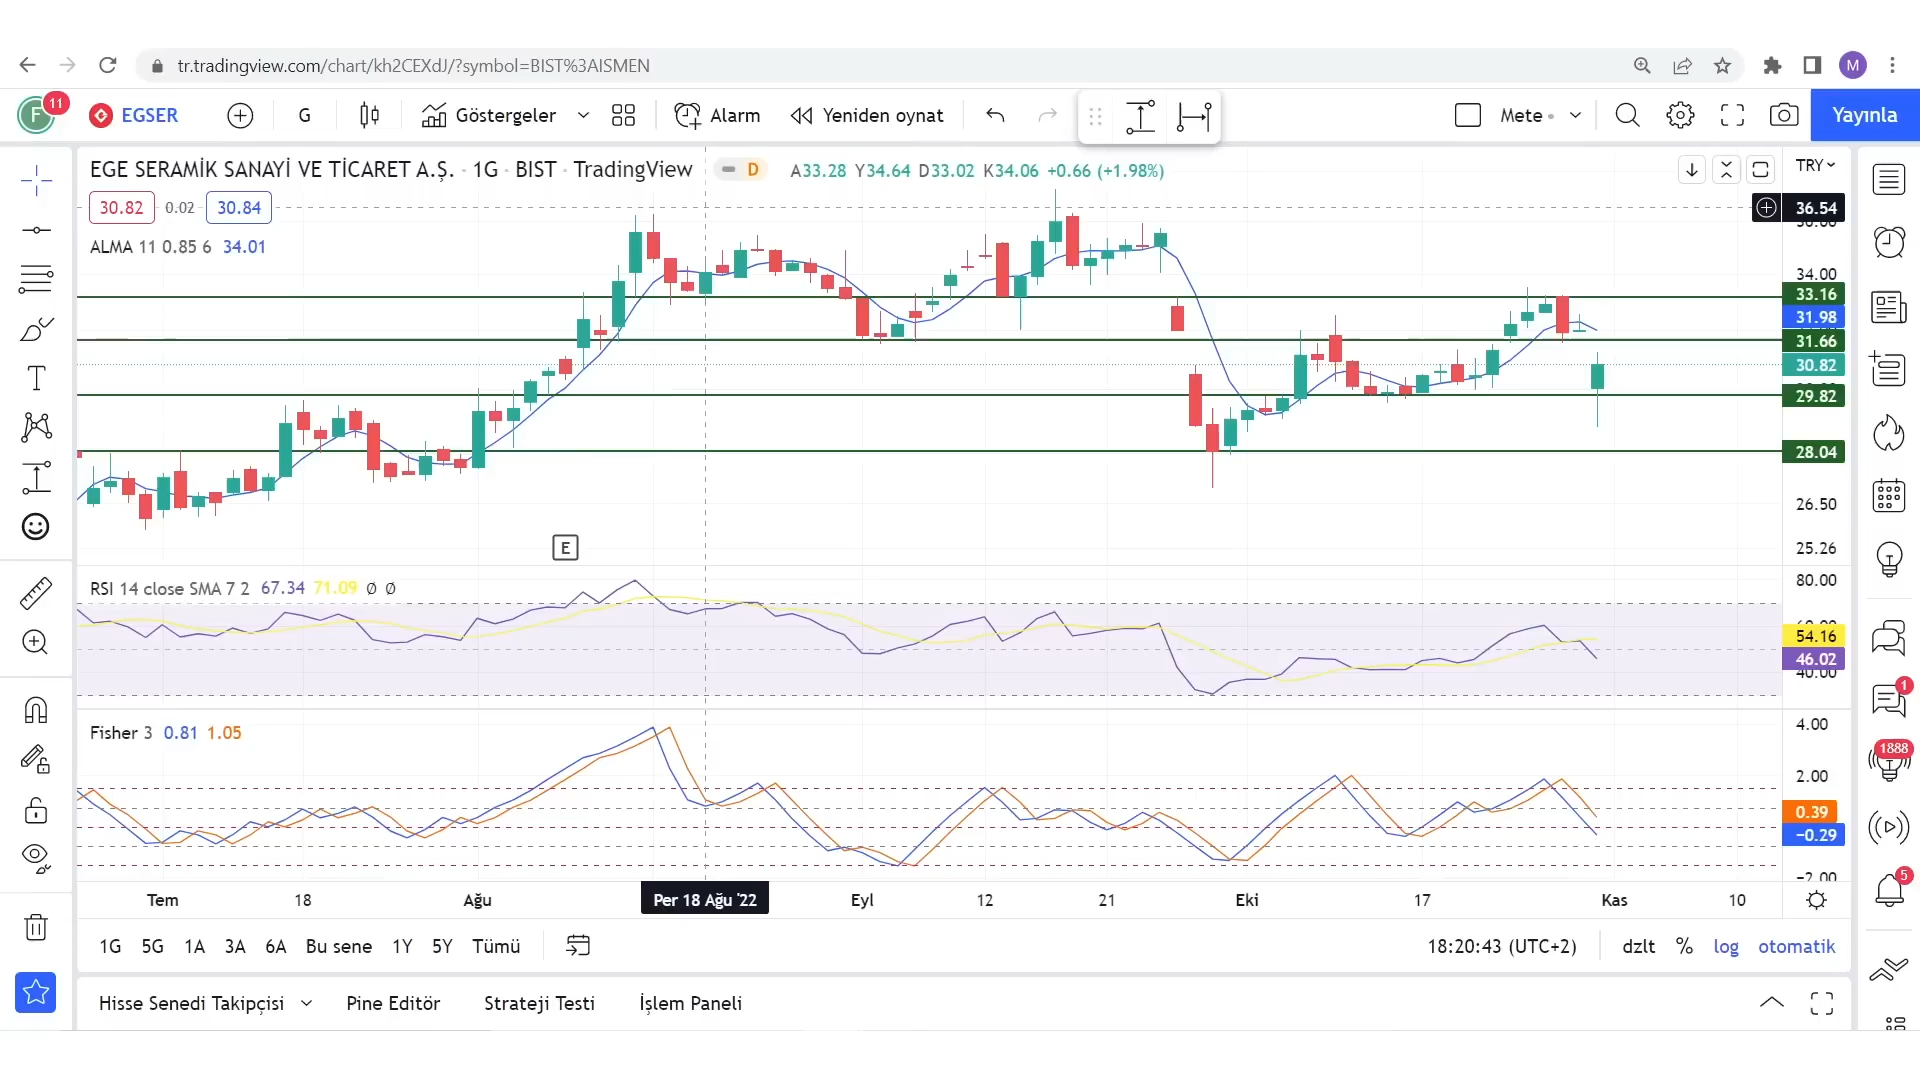 tr.tradingview.com/chart/kh2CEXdJ/?symbol=BIST%3AISMEN
M
F
11
EGSER
G
Göstergeler
Alarm
Yeniden oynat
Mete
Yayınla
EGE SERAMİK SANAYİ VE TİCARET A.Ş. · 1G · BIST · TradingView
D
A33.28 Y34.64 D33.02 K34.06 +0.66 (+1.98%)
TRY
30.82 0.02 30.84
36.54
ALMA 11 0.85 6 34.01
34.00
33.16
31.98
31.66
30.82
29.82
28.04
26.50
25.26
E
RSI 14 close SMA 7 2 67.34 71.09 Ø Ø
80.00
54.16
46.02
40.00
Fisher 3 0.81 1.05
4.00
2.00
0.39
−0.29
−2.00
1
1888
5
Tem 18 Ağu Per 18 Ağu '22 Eyl 12 21 Eki 17 Kas 10
1G 5G 1A 3A 6A Bu sene 1Y 5Y Tümü
18:20:43 (UTC+2) dzlt % log otomatik
Hisse Senedi Takipçisi Pine Editör Strateji Testi İşlem Paneli